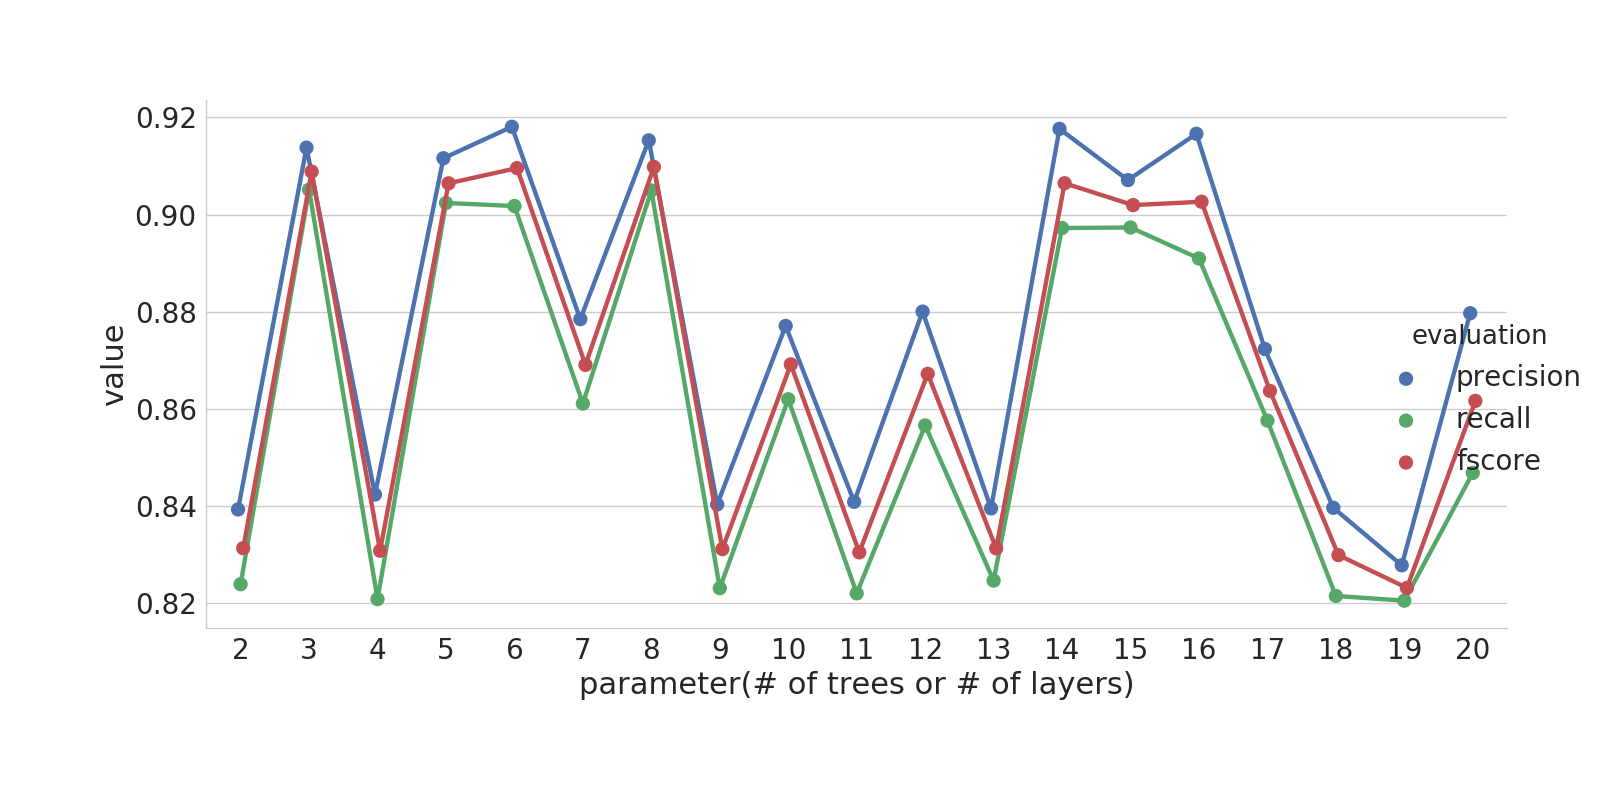 0.92
0.90
0.88
0.86
0.84
0.82
value
2 3 4 5 6 7 8 9 10 11 12 13 14 15 16 17 18 19 20
parameter(# of trees or # of layers)
evaluation
precision
recall
fscore